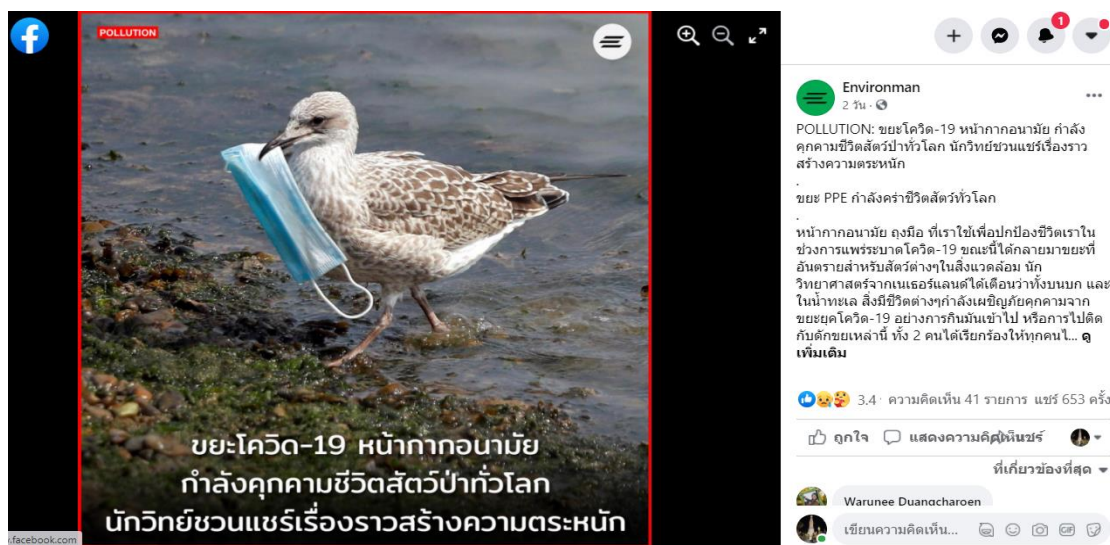 POLLUTION
ขยะโควิด-19 หน้ากากอนามัย
กำลังคุกคามชีวิตสัตว์ป่าทั่วโลก
นักวิทย์ชวนแชร์เรื่องราวสร้างความตระหนัก
.facebook.com
1
Environman
2 วัน ·
POLLUTION: ขยะโควิด-19 หน้ากากอนามัย กำลัง
คุกคามชีวิตสัตว์ป่าทั่วโลก นักวิทย์ชวนแชร์เรื่องราว
สร้างความตระหนัก
.
ขยะ PPE กำลังคร่าชีวิตสัตว์ทั่วโลก
.
หน้ากากอนามัย ถุงมือ ที่เราใช้เพื่อปกป้องชีวิตเราใน
ช่วงการแพร่ระบาดโควิด-19 ขณะนี้ได้กลายมาขยะที่
อันตรายสำหรับสัตว์ต่างๆในสิ่งแวดล้อม นัก
วิทยาศาสตร์จากเนเธอร์แลนด์ได้เตือนว่าทั้งบนบก และ
ในน้ำทะเล สิ่งมีชีวิตต่างๆกำลังเผชิญภัยคุกคามจาก
ขยะยุคโควิด-19 อย่างการกินมันเข้าไป หรือการไปติด
กับดักขยเหล่านี้ ทั้ง 2 คนได้เรียกร้องให้ทุกคนไ... ดู
เพิ่มเติม
3.4 · ความคิดเห็น 41 รายการ แชร์ 653 ครั้ง
ถูกใจ แสดงความคิดเห็น แชร์
ที่เกี่ยวข้องที่สุด
Warunee Duangcharoen
เขียนความคิดเห็น... GIF